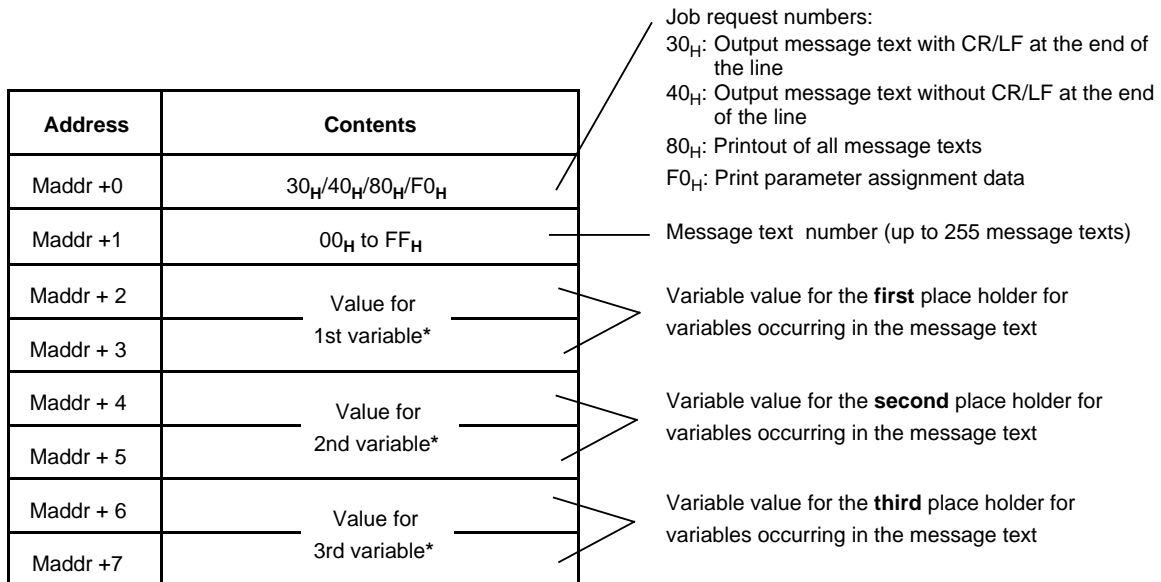 Job request numbers:
30H: Output message text with CR/LF at the end of
the line
40H: Output message text without CR/LF at the end
of the line
80H: Printout of all message texts
F0H: Print parameter assignment data
Address Contents
Maddr +0 30H/40H/80H/F0H
Maddr +1 00H to FFH Message text number (up to 255 message texts)
Maddr + 2
Maddr + 3
Value for
1st variable*
Variable value for the first place holder for
variables occurring in the message text
Maddr + 4
Maddr + 5
Value for
2nd variable*
Variable value for the second place holder for
variables occurring in the message text
Maddr + 6
Maddr +7
Value for
3rd variable*
Variable value for the third place holder for
variables occurring in the message text